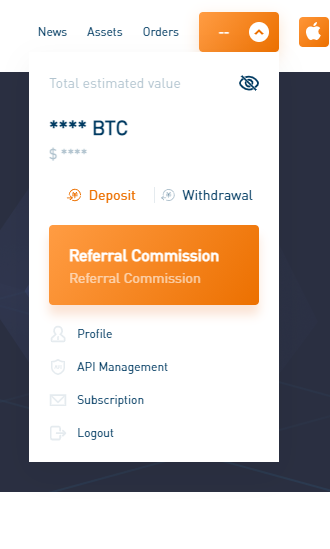 News Assets Orders --
Total estimated value
**** BTC
$ ****
Deposit Withdrawal
Referral Commission
Referral Commission
Profile
API Management
Subscription
Logout